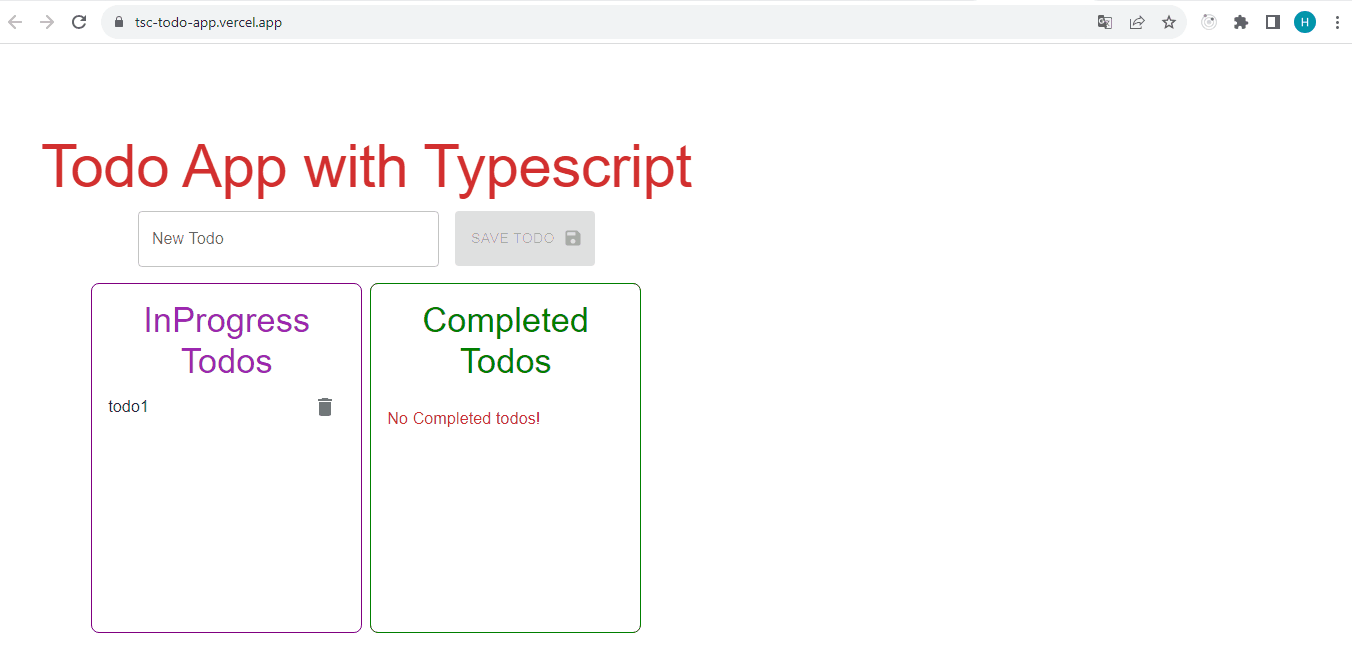 tsc-todo-app.vercel.app
H
Todo App with Typescript
New Todo
SAVE TODO
InProgress
Todos
todo1
Completed
Todos
No Completed todos!